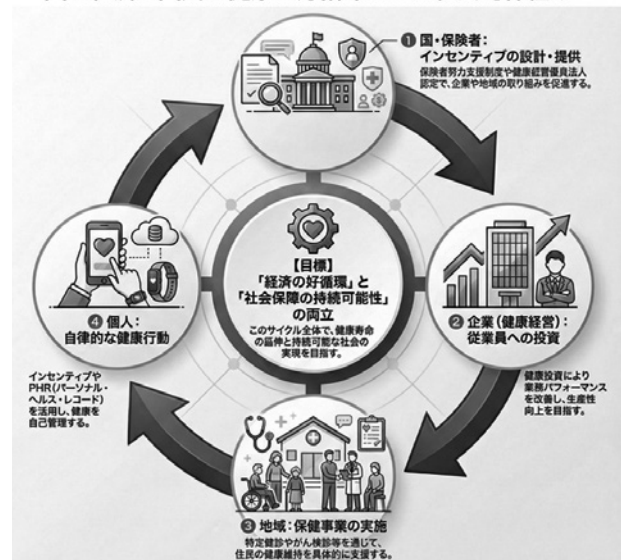 ❶ 国・保険者:
インセンティブの設計・提供
保険者努力支援制度や健康経営優良法人
認定で、企業や地域の取り組みを促進する。
【目標】
「経済の好循環」と
「社会保障の持続可能性」
の両立
このサイクル全体で、健康寿命
の延伸と持続可能な社会の
実現を目指す。
❷ 企業(健康経営):
従業員への投資
健康投資により
業務パフォーマンス
を改善し、生産性
向上を目指す。
❸ 地域:保健事業の実施
特定健診やがん検診等を通じて、
住民の健康維持を具体的に支援する。
❹ 個人:
自律的な健康行動
インセンティブや
PHR(パーソナル・
ヘルス・レコード)
を活用し、健康を
自己管理する。